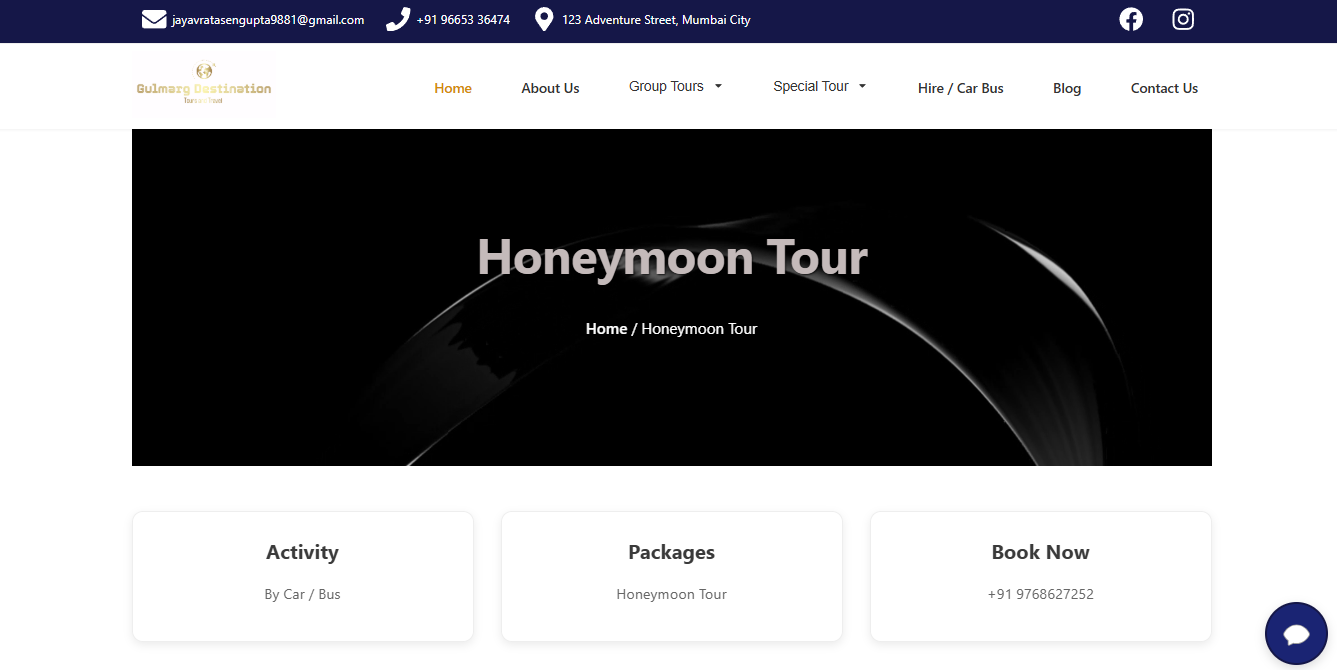 jayavratasengupta9881@gmail.com +91 96653 36474 123 Adventure Street, Mumbai City
Gulmarg Destination
Tours and Travel
Home About Us Group Tours Special Tour Hire / Car Bus Blog Contact Us
Honeymoon Tour
Home / Honeymoon Tour
Activity Packages Book Now
By Car / Bus Honeymoon Tour +91 9768627252